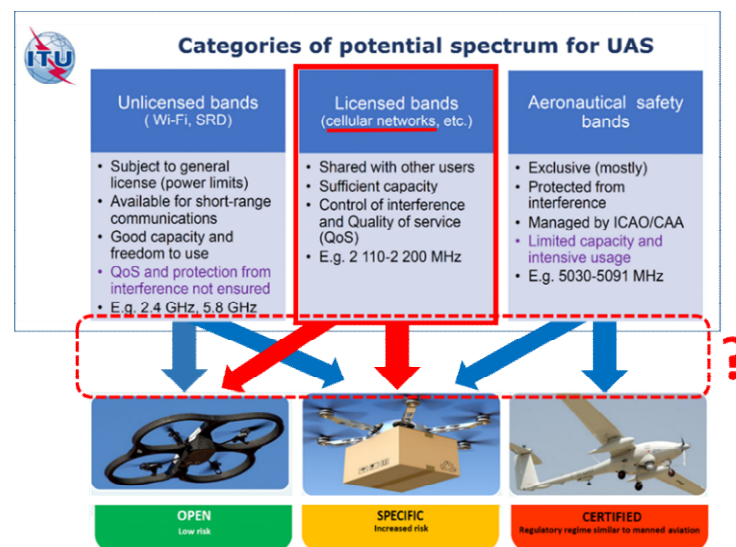 ITU
Categories of potential spectrum for UAS
Unlicensed bands
( Wi-Fi, SRD)
• Subject to general
license (power limits)
• Available for short-range
communications
• Good capacity and
freedom to use
• QoS and protection from
interference not ensured
• E.g. 2.4 GHz, 5.8 GHz
Licensed bands
(cellular networks, etc.)
• Shared with other users
• Sufficient capacity
• Control of interference
and Quality of service
(QoS)
• E.g. 2 110-2 200 MHz
Aeronautical safety
bands
• Exclusive (mostly)
• Protected from
interference
• Managed by ICAO/CAA
• Limited capacity and
intensive usage
• E.g. 5030-5091 MHz
?
OPEN
Low risk
SPECIFIC
Increased risk
CERTIFIED
Regulatory regime similar to manned aviation